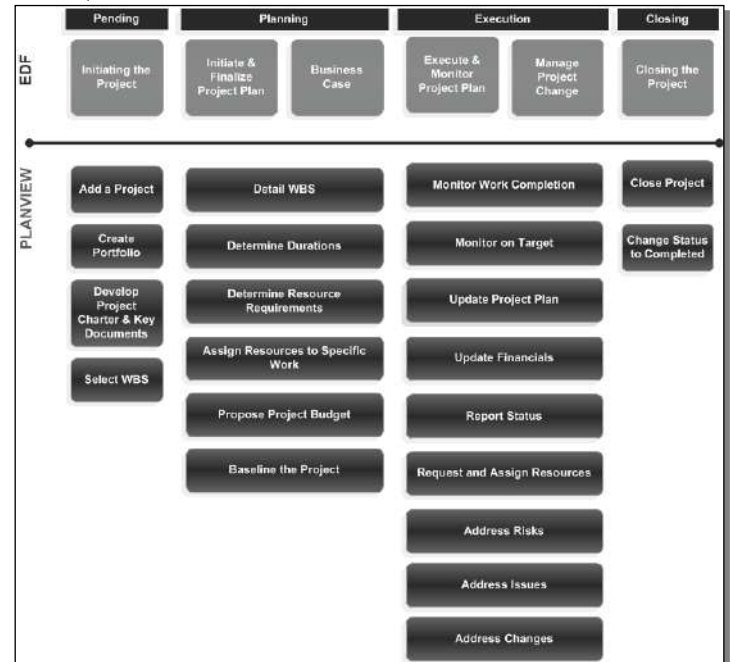 Pending
Planning
Execution
Closing
EDF
Initiating the
Project
Initiate &
Finalize
Project Plan
Business
Case
Execute &
Monitor
Project Plan
Manage
Project
Change
Closing the
Project
PLANVIEW
Add a Project
Create
Portfolio
Develop
Project
Charter & Key
Documents
Select WBS
Detail WBS
Determine Durations
Determine Resource
Requirements
Assign Resources to Specific
Work
Propose Project Budget
Baseline the Project
Monitor Work Completion
Monitor on Target
Update Project Plan
Update Financials
Report Status
Request and Assign Resources
Address Risks
Address Issues
Address Changes
Close Project
Change Status
to Completed